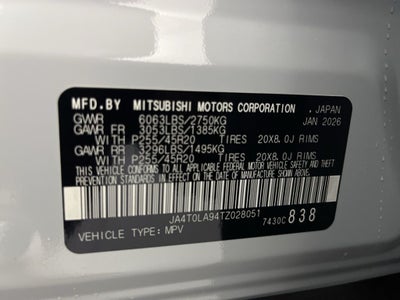 MFD.BY MITSUBISHI MOTORS CORPORATION , JAPAN
GVWR 6063LBS/2750KG JAN 2026
GAWR FR 3053LBS/1385KG
WITH P255/45R20 TIRES 20X8.0J RIMS
GAWR RR 3296LBS/1495KG
WITH P255/45R20 TIRES 20X8.0J RIMS
THIS VEHICLE CONFORMS TO ALL APPLICABLE FEDERAL MOTOR
VEHICLE SAFETY AND THEFT PREVENTION STANDARDS IN EFFECT
ON THE DATE OF MANUFACTURE SHOWN ABOVE.
JA4T0LA94TZ028051 7430C838
VEHICLE TYPE: MPV